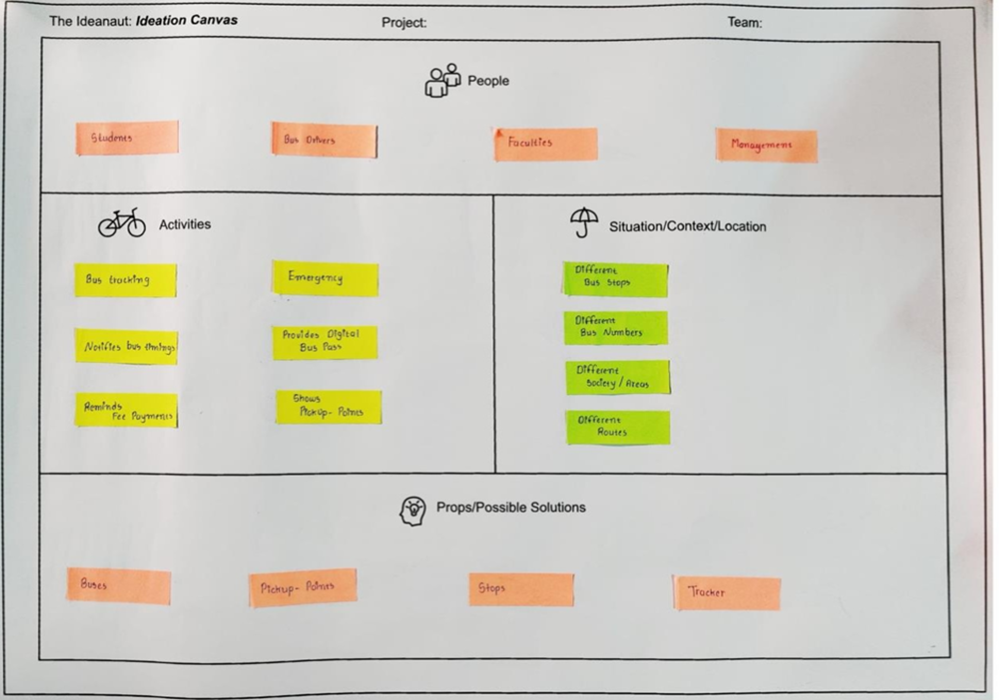 The Ideanaut: Ideation Canvas Project: Team:
People
Students Bus Drivers Faculties Management
Activities
Bus tracking Emergency
Notifies bus timings Provides Digital
Bus Pass
Reminds
Fee Payments Shows
Pickup- Points
Situation/Context/Location
Different
Bus Stops
Different
Bus Numbers
Different
Society / Areas
Different
Routes
Props/Possible Solutions
Buses Pickup- Points Stops Tracker